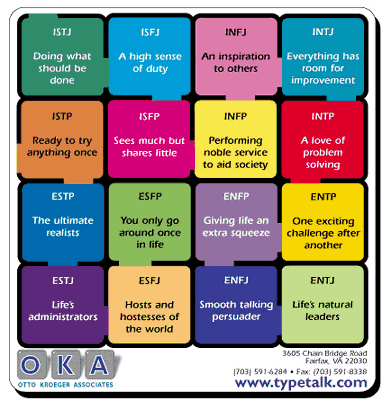 ISTJ
Doing what
should be
done
ISFJ
A high sense
of duty
INFJ
An inspiration
to others
INTJ
Everything has
room for
improvement
ISTP
Ready to try
anything once
ISFP
Sees much but
shares little
INFP
Performing
noble service
to aid society
INTP
A love of
problem
solving
ESTP
The ultimate
realists
ESFP
You only go
around once
in life
ENFP
Giving life an
extra squeeze
ENTP
One exciting
challenge after
another
ESTJ
Life's
administrators
ESFJ
Hosts and
hostesses of
the world
ENFJ
Smooth talking
persuader
ENTJ
Life's natural
leaders
OKA
OTTO KROEGER ASSOCIATES
3605 Chain Bridge Road
Fairfax, VA 22030
(703) 591-6284 • Fax: (703) 591-8338
www.typetalk.com